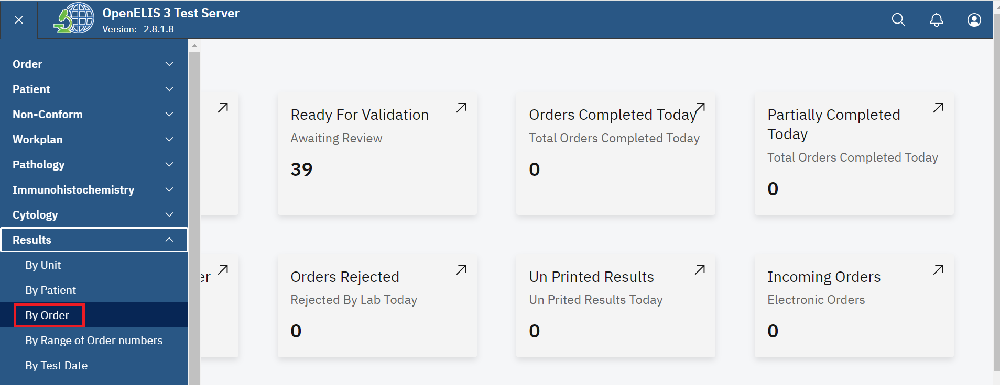 OpenELIS 3 Test Server
Version: 2.8.1.8
Order
Patient
Non-Conform
Workplan
Pathology
Immunohistochemistry
Cytology
Results
By Unit
By Patient
By Order
By Range of Order numbers
By Test Date
Ready For Validation
Awaiting Review
39
Orders Completed Today
Total Orders Completed Today
0
Partially Completed
Today
Total Orders Completed Today
0
er
Orders Rejected
Rejected By Lab Today
0
Un Printed Results
Un Prited Results Today
0
Incoming Orders
Electronic Orders
0